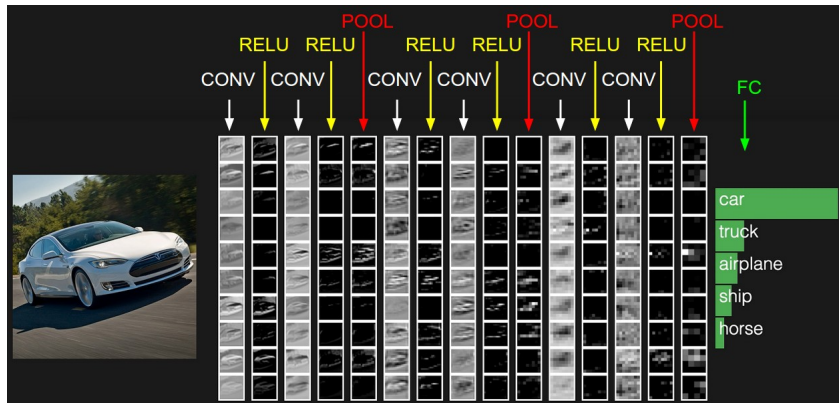 POOL POOL POOL
RELU RELU RELU RELU RELU RELU
CONV CONV CONV CONV CONV CONV
FC
car
truck
airplane
ship
horse